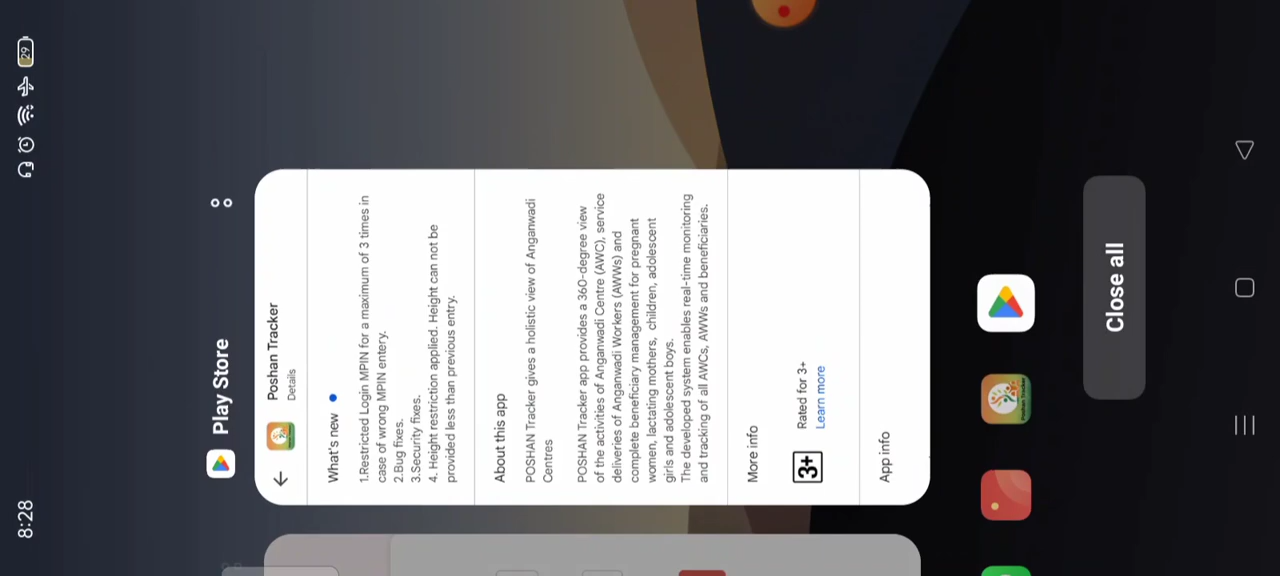 8:28
29
Play Store
Poshan Tracker
Details
What's new
1.Restricted Login MPIN for a maximum of 3 times in
case of wrong MPIN entery.
2.Bug fixes.
3.Security fixes.
4. Height restriction applied. Height can not be
provided less than previous entry.
About this app
POSHAN Tracker gives a holistic view of Anganwadi
Centres
POSHAN Tracker app provides a 360-degree view
of the activities of Anganwadi Centre (AWC), service
deliveries of Anganwadi Workers (AWWs) and
complete beneficiary management for pregnant
women, lactating mothers, children, adolescent
girls and adolescent boys.
The developed system enables real-time monitoring
and tracking of all AWCs, AWWs and beneficiaries.
More info
3+
Rated for 3+
Learn more
App info
Poshan Tracker
Close all